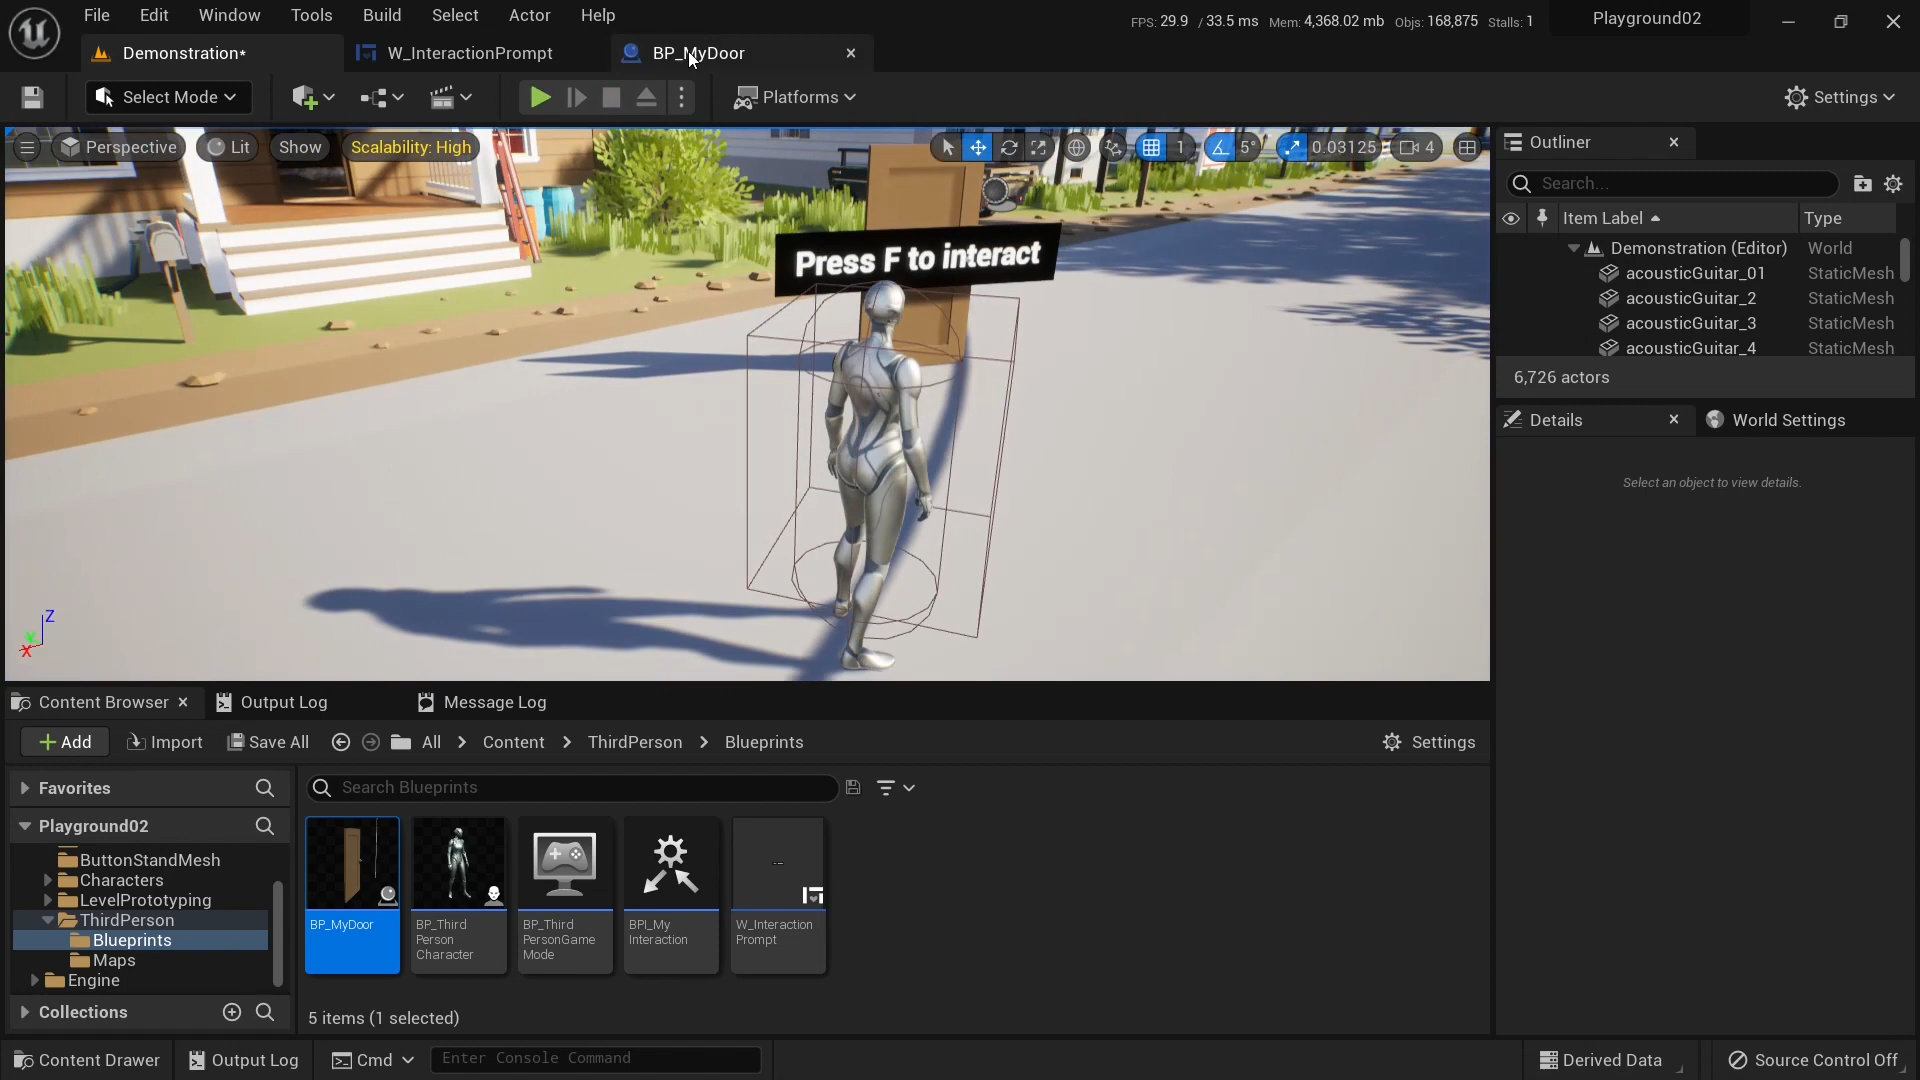 File Edit Window Tools Build Select Actor Help
FPS: 29.9 / 33.5 ms Mem: 4,368.02 mb Objs: 168,875 Stalls: 1
Playground02
Demonstration*
W_InteractionPrompt
BP_MyDoor
Select Mode
Platforms
Settings
Perspective
Lit
Show
Scalability: High
1
5°
0.03125
4
Press F to interact
Z
Y
X
Outliner
Search...
Item Label
Type
Demonstration (Editor) World
acousticGuitar_01 StaticMesh
acousticGuitar_2 StaticMesh
acousticGuitar_3 StaticMesh
acousticGuitar_4 StaticMesh
6,726 actors
Details
World Settings
Select an object to view details.
Content Browser
Output Log
Message Log
Add
Import
Save All
All > Content > ThirdPerson > Blueprints
Settings
Favorites
Playground02
ButtonStandMesh
Characters
LevelPrototyping
ThirdPerson
Blueprints
Maps
Engine
Collections
Search Blueprints
BP_MyDoor
BP_Third
Person
Character
BP_Third
PersonGame
Mode
BPI_My
Interaction
W_Interaction
Prompt
5 items (1 selected)
Content Drawer
Output Log
Cmd
Enter Console Command
Derived Data
Source Control Off